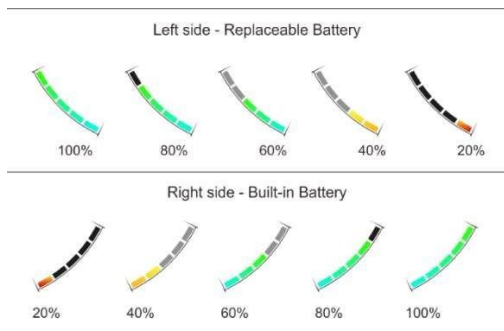 Left side - Replaceable Battery
100% 80% 60% 40% 20%
Right side - Built-in Battery
20% 40% 60% 80% 100%